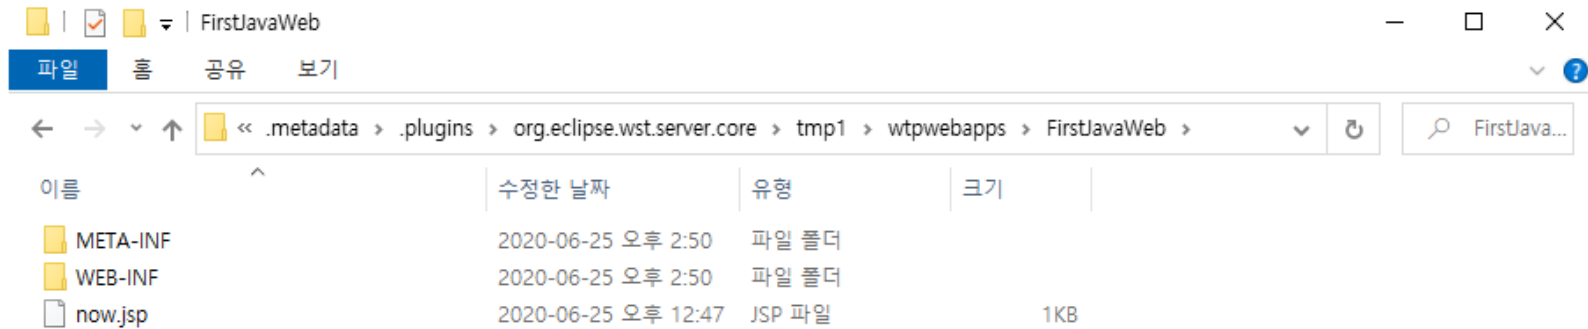 FirstJavaWeb
파일 홈 공유 보기
« .metadata > .plugins > org.eclipse.wst.server.core > tmp1 > wtpwebapps > FirstJavaWeb > FirstJava...
이름 수정한 날짜 유형 크기
META-INF 2020-06-25 오후 2:50 파일 폴더
WEB-INF 2020-06-25 오후 2:50 파일 폴더
now.jsp 2020-06-25 오후 12:47 JSP 파일 1KB